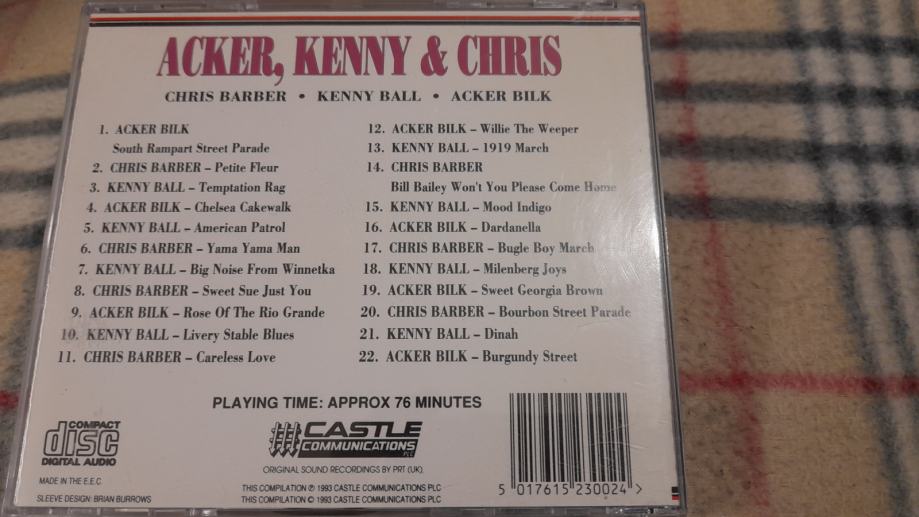 ACKER, KENNY & CHRIS
CHRIS BARBER • KENNY BALL • ACKER BILK
1. ACKER BILK
South Rampart Street Parade
2. CHRIS BARBER – Petite Fleur
3. KENNY BALL – Temptation Rag
4. ACKER BILK – Chelsea Cakewalk
5. KENNY BALL – American Patrol
6. CHRIS BARBER – Yama Yama Man
7. KENNY BALL – Big Noise From Winnetka
8. CHRIS BARBER – Sweet Sue Just You
9. ACKER BILK – Rose Of The Rio Grande
10. KENNY BALL – Livery Stable Blues
11. CHRIS BARBER – Careless Love
12. ACKER BILK – Willie The Weeper
13. KENNY BALL – 1919 March
14. CHRIS BARBER
Bill Bailey Won't You Please Come Home
15. KENNY BALL – Mood Indigo
16. ACKER BILK – Dardanella
17. CHRIS BARBER – Bugle Boy March
18. KENNY BALL – Milenberg Joys
19. ACKER BILK – Sweet Georgia Brown
20. CHRIS BARBER – Bourbon Street Parade
21. KENNY BALL – Dinah
22. ACKER BILK – Burgundy Street
PLAYING TIME: APPROX 76 MINUTES
COMPACT
disc
DIGITAL AUDIO
MADE IN THE E.E.C.
SLEEVE DESIGN: BRIAN BURROWS
CASTLE
COMMUNICATIONS
PLC
ORIGINAL SOUND RECORDINGS BY PRT (UK).
THIS COMPILATION ℗ 1993 CASTLE COMMUNICATIONS PLC
THIS COMPILATION © 1993 CASTLE COMMUNICATIONS PLC
5 017615 230024 >